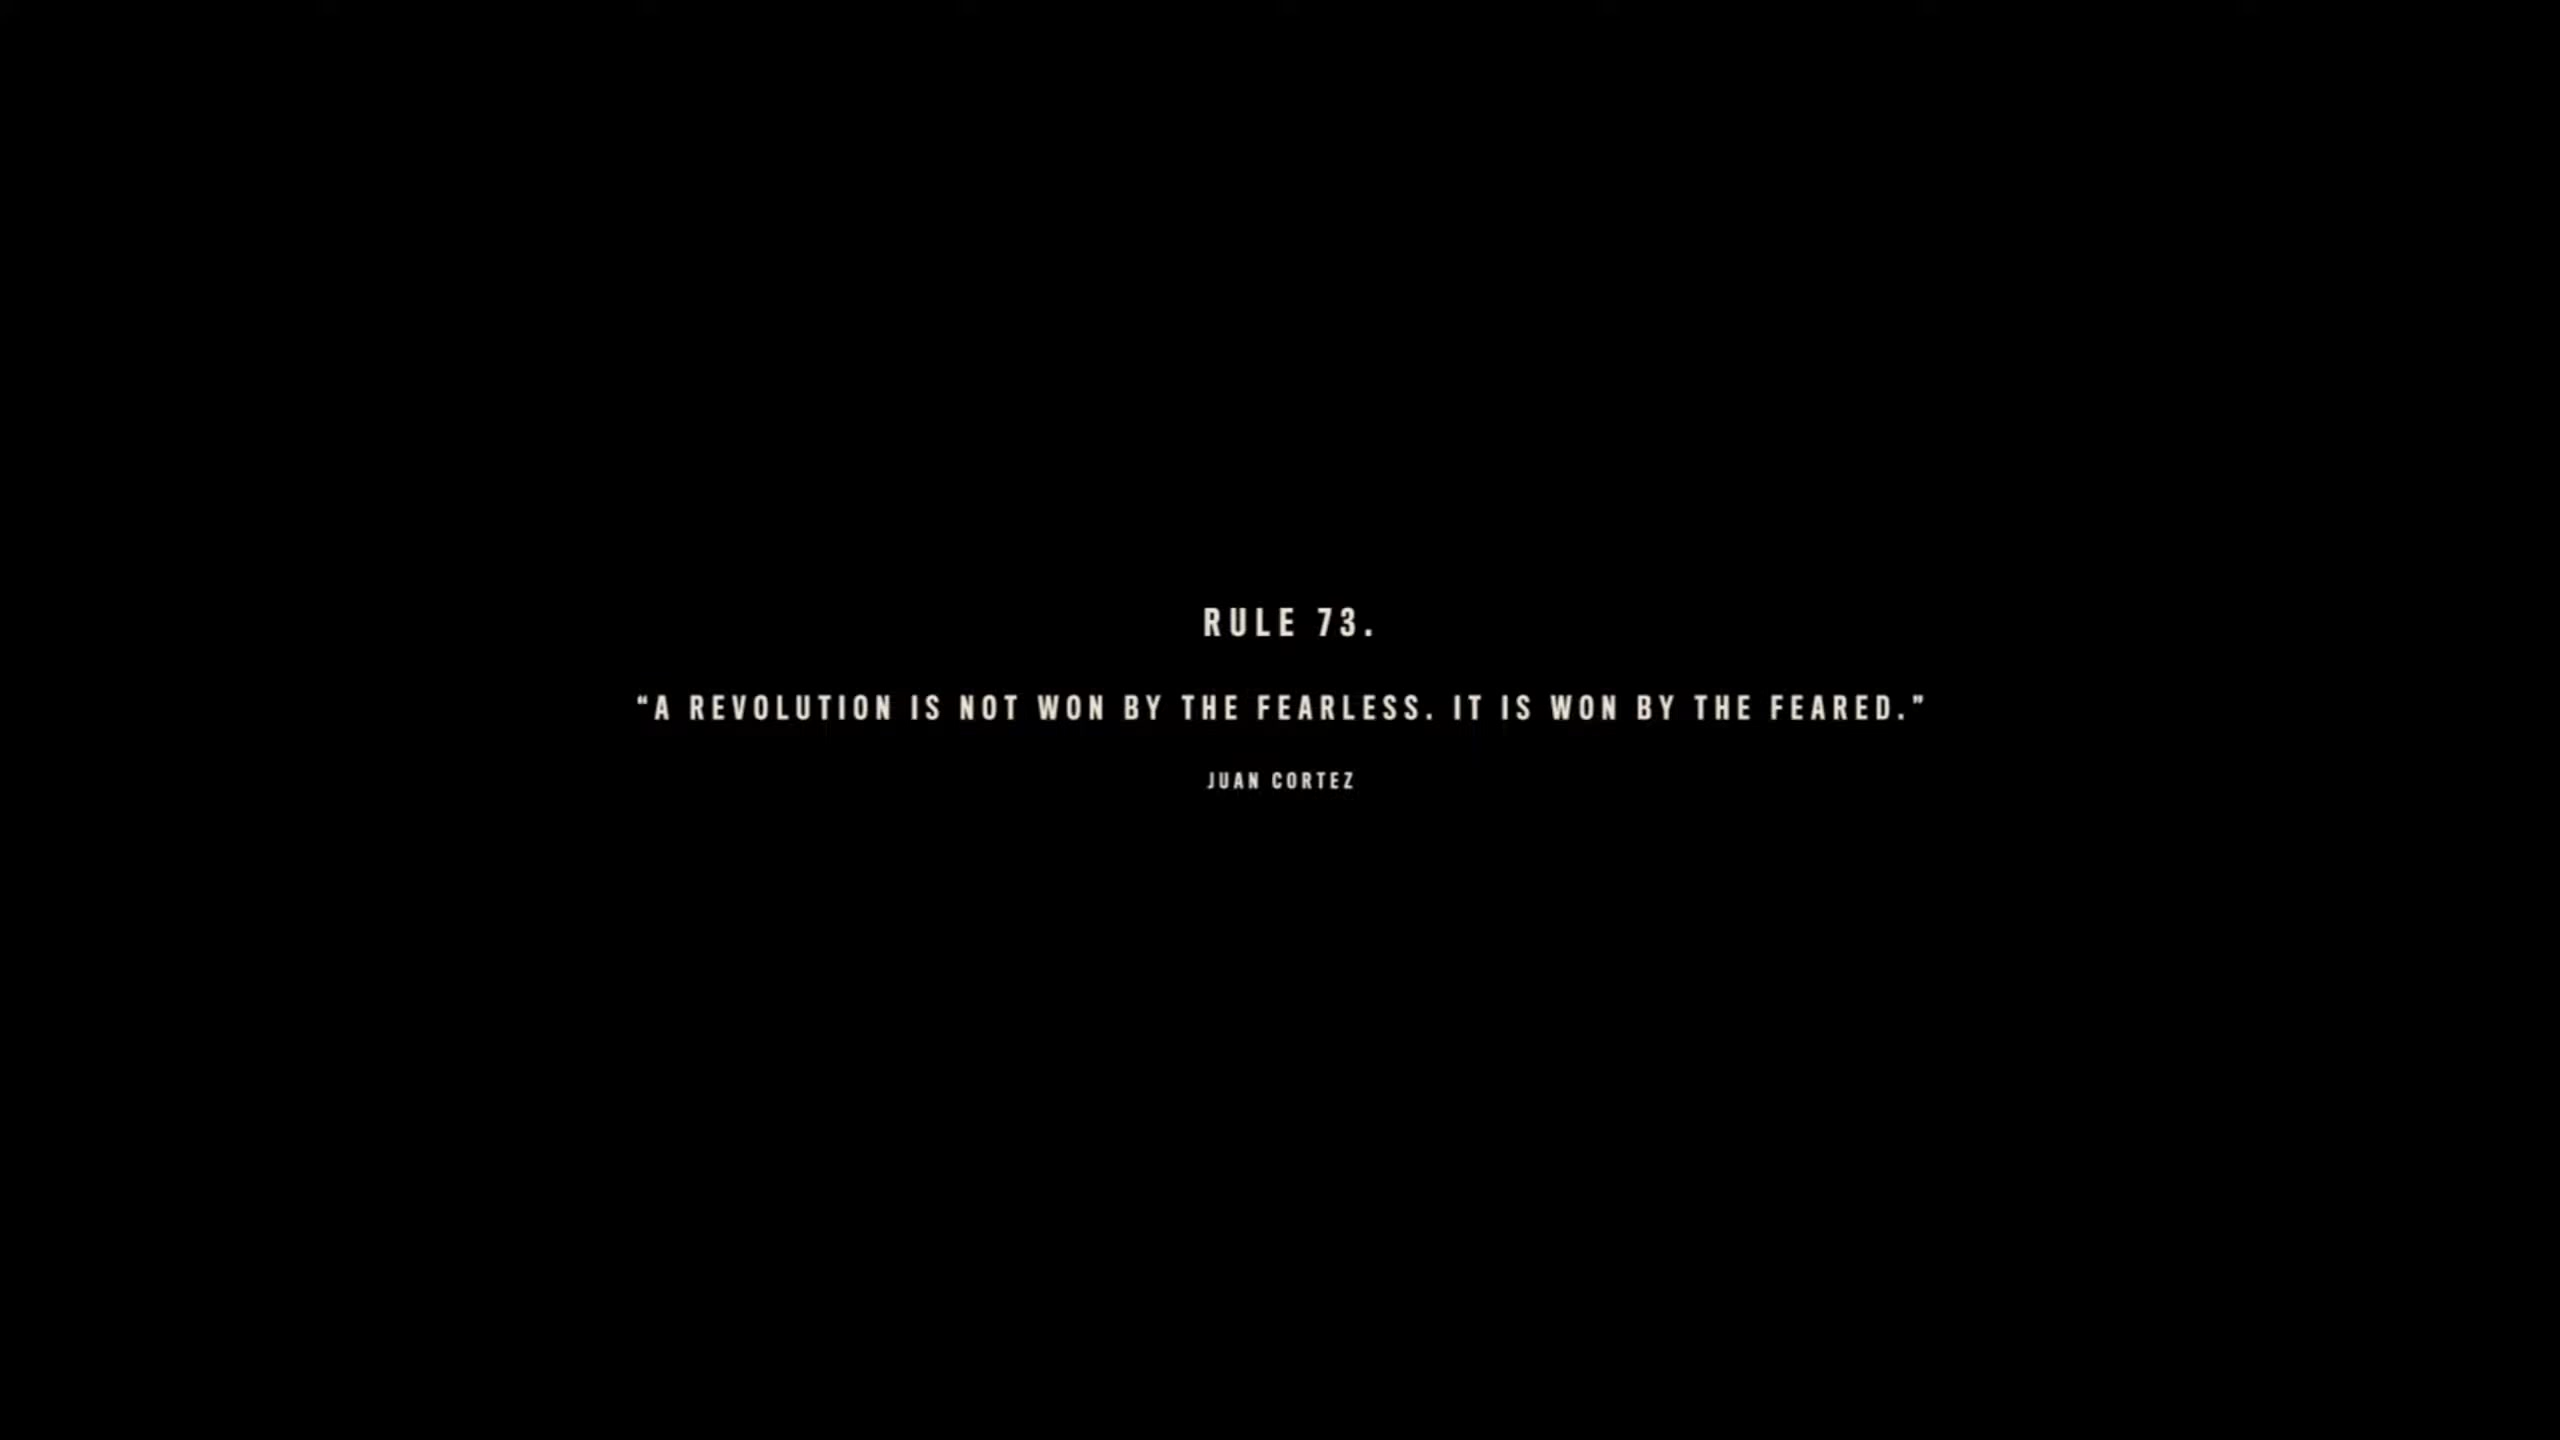 RULE 73.
“A REVOLUTION IS NOT WON BY THE FEARLESS. IT IS WON BY THE FEARED.”
JUAN CORTEZ